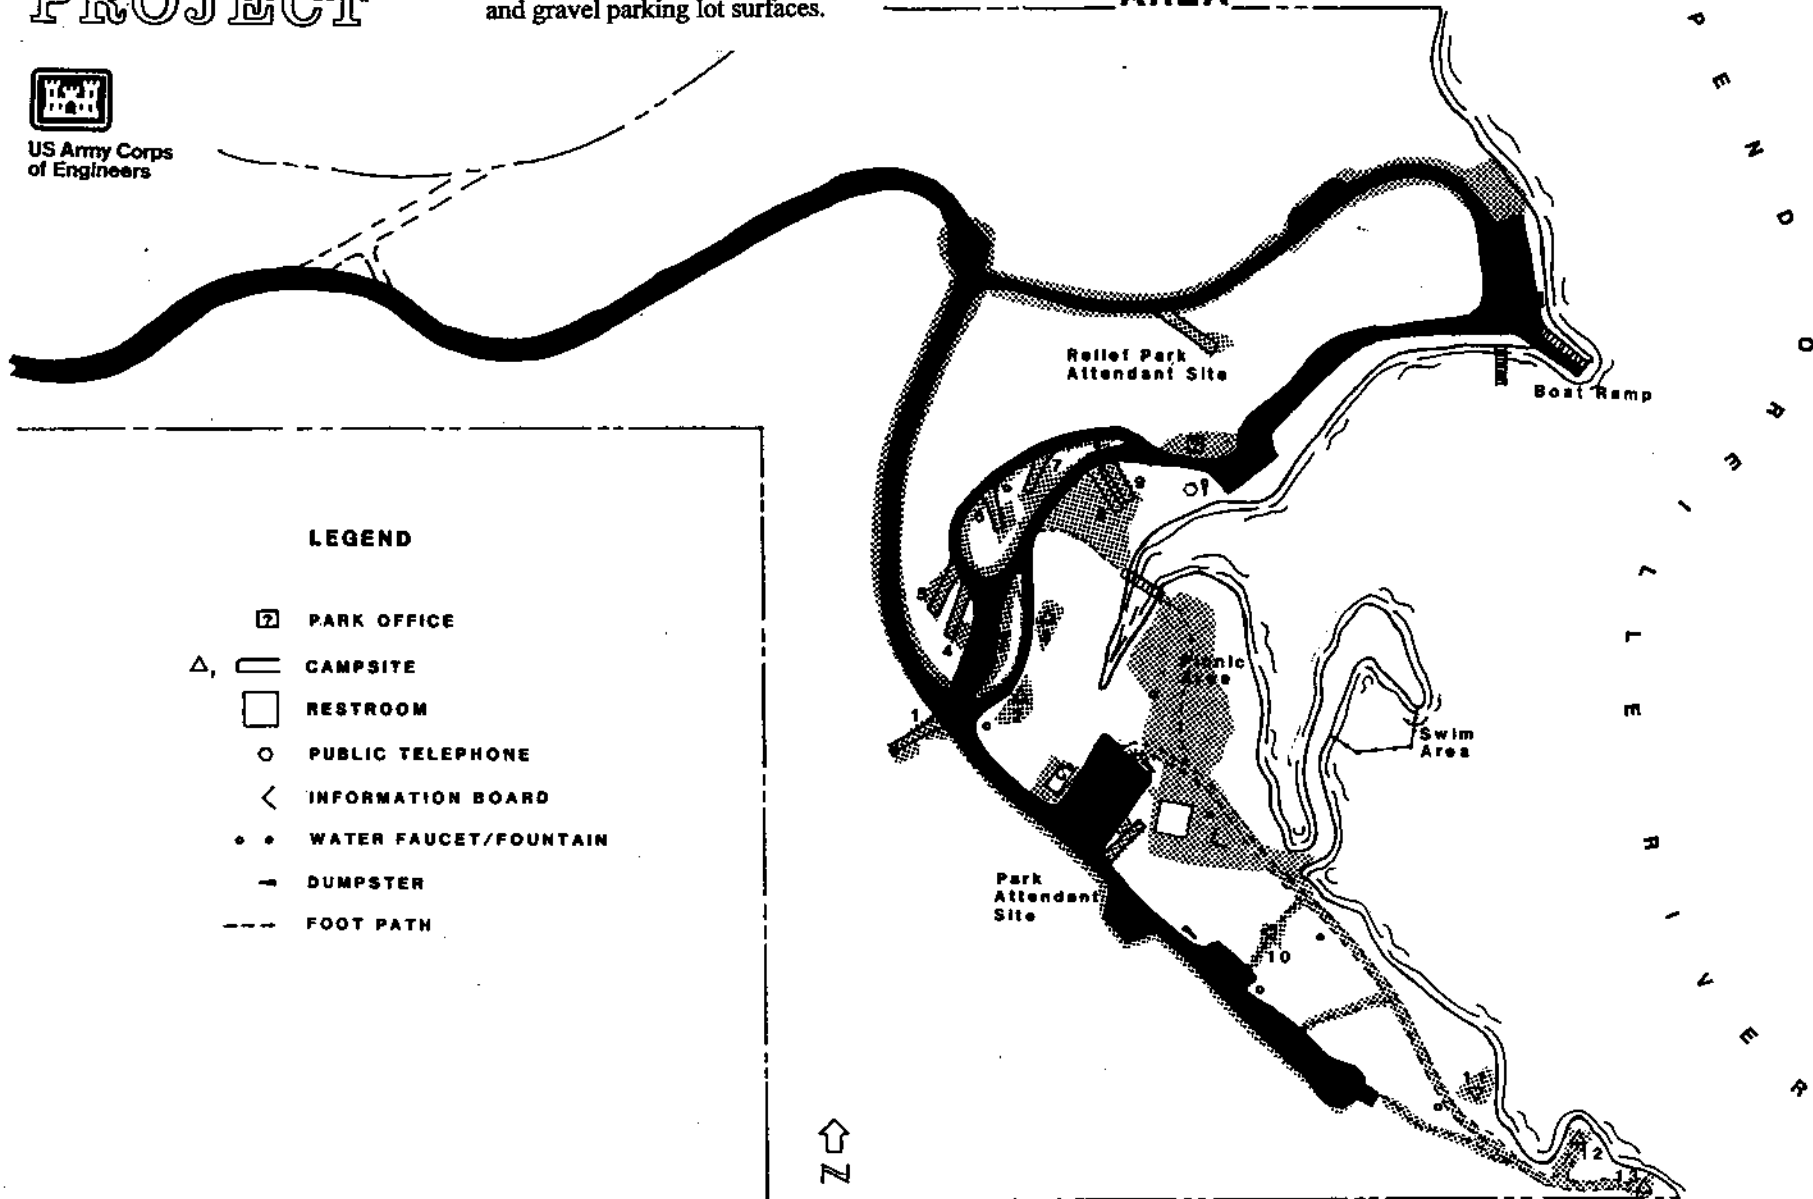 PROJECT
and gravel parking lot surfaces.
AREA
US Army Corps
of Engineers
PEND OREILLE RIVER
Relief Park
Attendant Site
Boat Ramp
7
6
9
8
5
4
1
Picnic
Area
Swim
Area
Park
Attendant
Site
10
12
13
LEGEND
?
PARK OFFICE
CAMPSITE
RESTROOM
PUBLIC TELEPHONE
INFORMATION BOARD
WATER FAUCET/FOUNTAIN
DUMPSTER
FOOT PATH
N